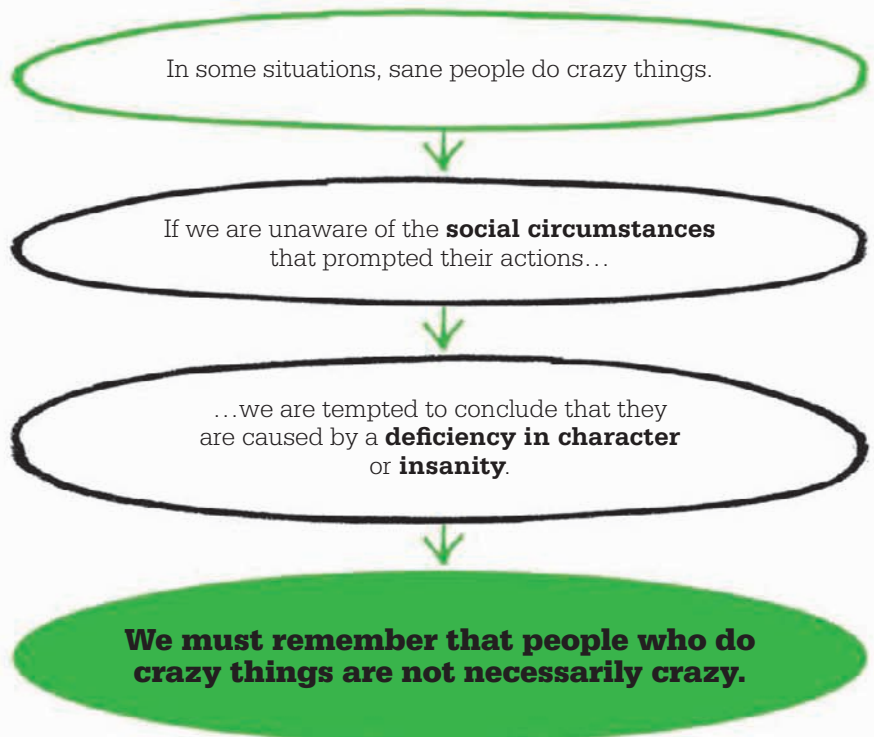 In some situations, sane people do crazy things.
If we are unaware of the social circumstances
that prompted their actions…
…we are tempted to conclude that they
are caused by a deficiency in character
or insanity.
We must remember that people who do
crazy things are not necessarily crazy.